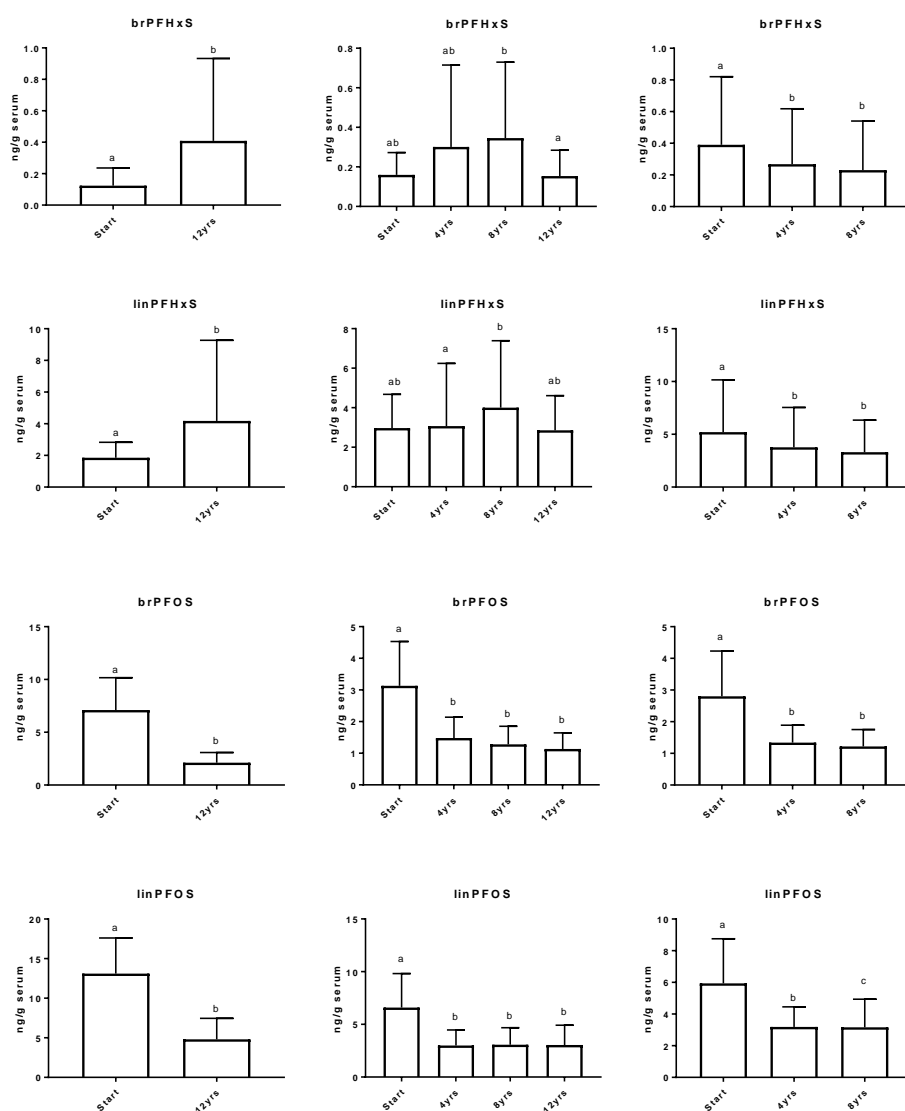 brPFHxS
1.0
0.8
0.6
0.4
0.2
0.0
ng/g serum
a
b
Start
12yrs
brPFHxS
0.8
0.6
0.4
0.2
0.0
ng/g serum
ab
ab
b
a
Start
4yrs
8yrs
12yrs
brPFHxS
1.0
0.8
0.6
0.4
0.2
0.0
ng/g serum
a
b
b
Start
4yrs
8yrs
linPFHxS
10
8
6
4
2
0
ng/g serum
a
b
Start
12yrs
linPFHxS
8
6
4
2
0
ng/g serum
ab
a
b
ab
Start
4yrs
8yrs
12yrs
linPFHxS
15
10
5
0
ng/g serum
a
b
b
Start
4yrs
8yrs
brPFOS
15
10
5
0
ng/g serum
a
b
Start
12yrs
brPFOS
5
4
3
2
1
0
ng/g serum
a
b
b
b
Start
4yrs
8yrs
12yrs
brPFOS
5
4
3
2
1
0
ng/g serum
a
b
b
Start
4yrs
8yrs
linPFOS
20
15
10
5
0
ng/g serum
a
b
Start
12yrs
linPFOS
15
10
5
0
ng/g serum
a
b
b
b
Start
4yrs
8yrs
12yrs
linPFOS
10
8
6
4
2
0
ng/g serum
a
b
c
Start
4yrs
8yrs